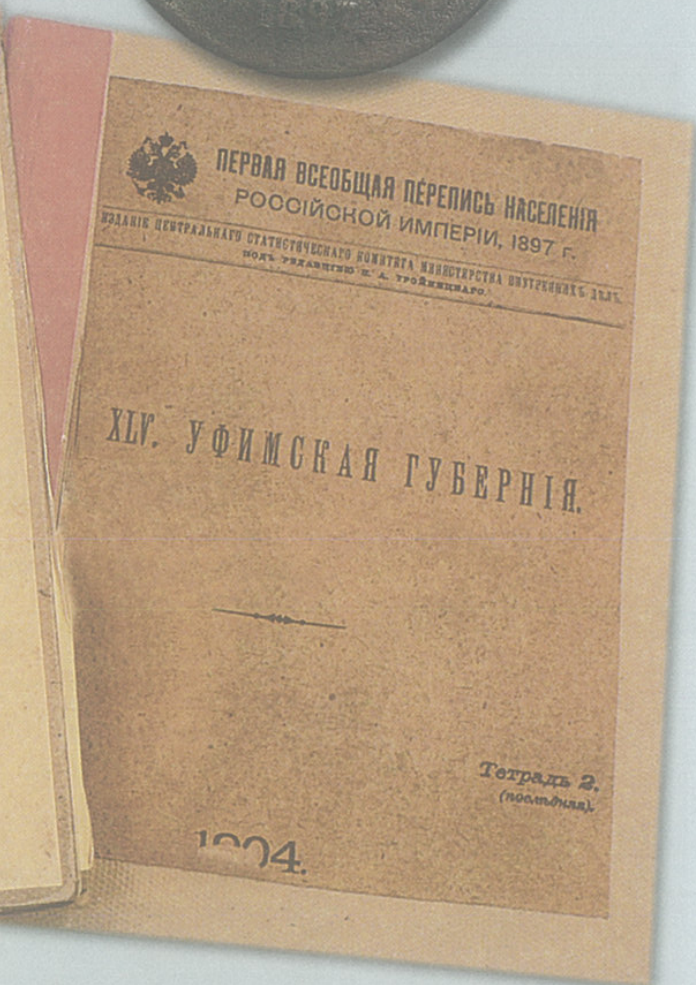 ПЕРВАЯ ВСЕОБЩАЯ ПЕРЕПИСЬ НАСЕЛЕНІЯ
РОССІЙСКОЙ ИМПЕРІИ, 1897 г.
ИЗДАНІЕ ЦЕНТРАЛЬНАГО СТАТИСТИЧЕСКАГО КОМИТЕТА МИНИСТЕРСТВА ВНУТРЕННИХЪ ДѢЛЪ
ПОДЪ РЕДАКЦІЕЮ Н. А. ТРОЙНИЦКАГО.
XLV. УФИМСКАЯ ГУБЕРНІЯ.
Тетрадь 2.
(послѣдняя).
1904.